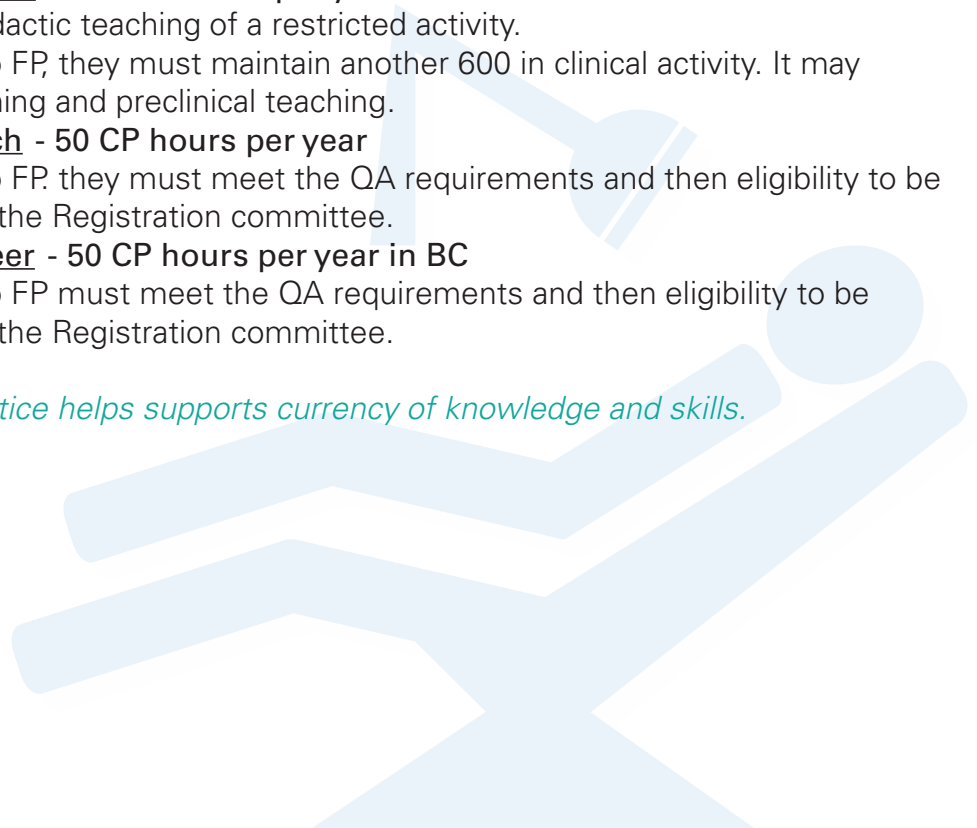 dactic teaching of a restricted activity.
FP, they must maintain another 600 in clinical activity. It may
ning and preclinical teaching.
ch - 50 CP hours per year
FP. they must meet the QA requirements and then eligibility to be
the Registration committee.
eer - 50 CP hours per year in BC
FP must meet the QA requirements and then eligibility to be
the Registration committee.
tice helps supports currency of knowledge and skills.